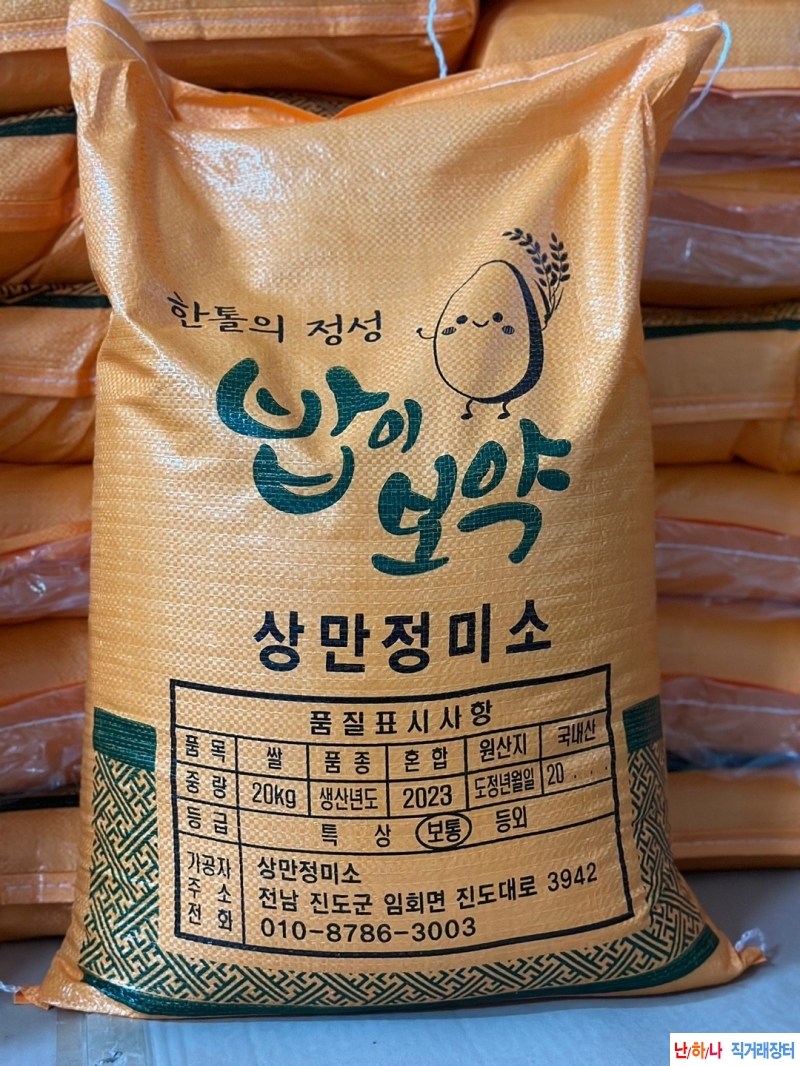 한톨의 정성
밥이
보약
상만정미소
품질표시사항
품목 쌀 품종 혼합 원산지 국내산
중량 20kg 생산년도 2023 도정년월일 20 . . .
등급 특 상 보통 등외
가공자 상만정미소
주소 전남 진도군 임회면 진도대로 3942
전화 010-8786-3003
난/하/나 직거래장터